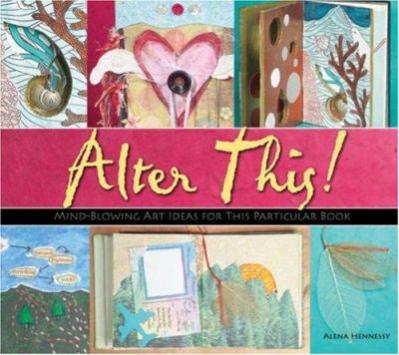 Alter This!
MIND-BLOWING ART IDEAS FOR THIS PARTICULAR BOOK
ALENA HENNESSY